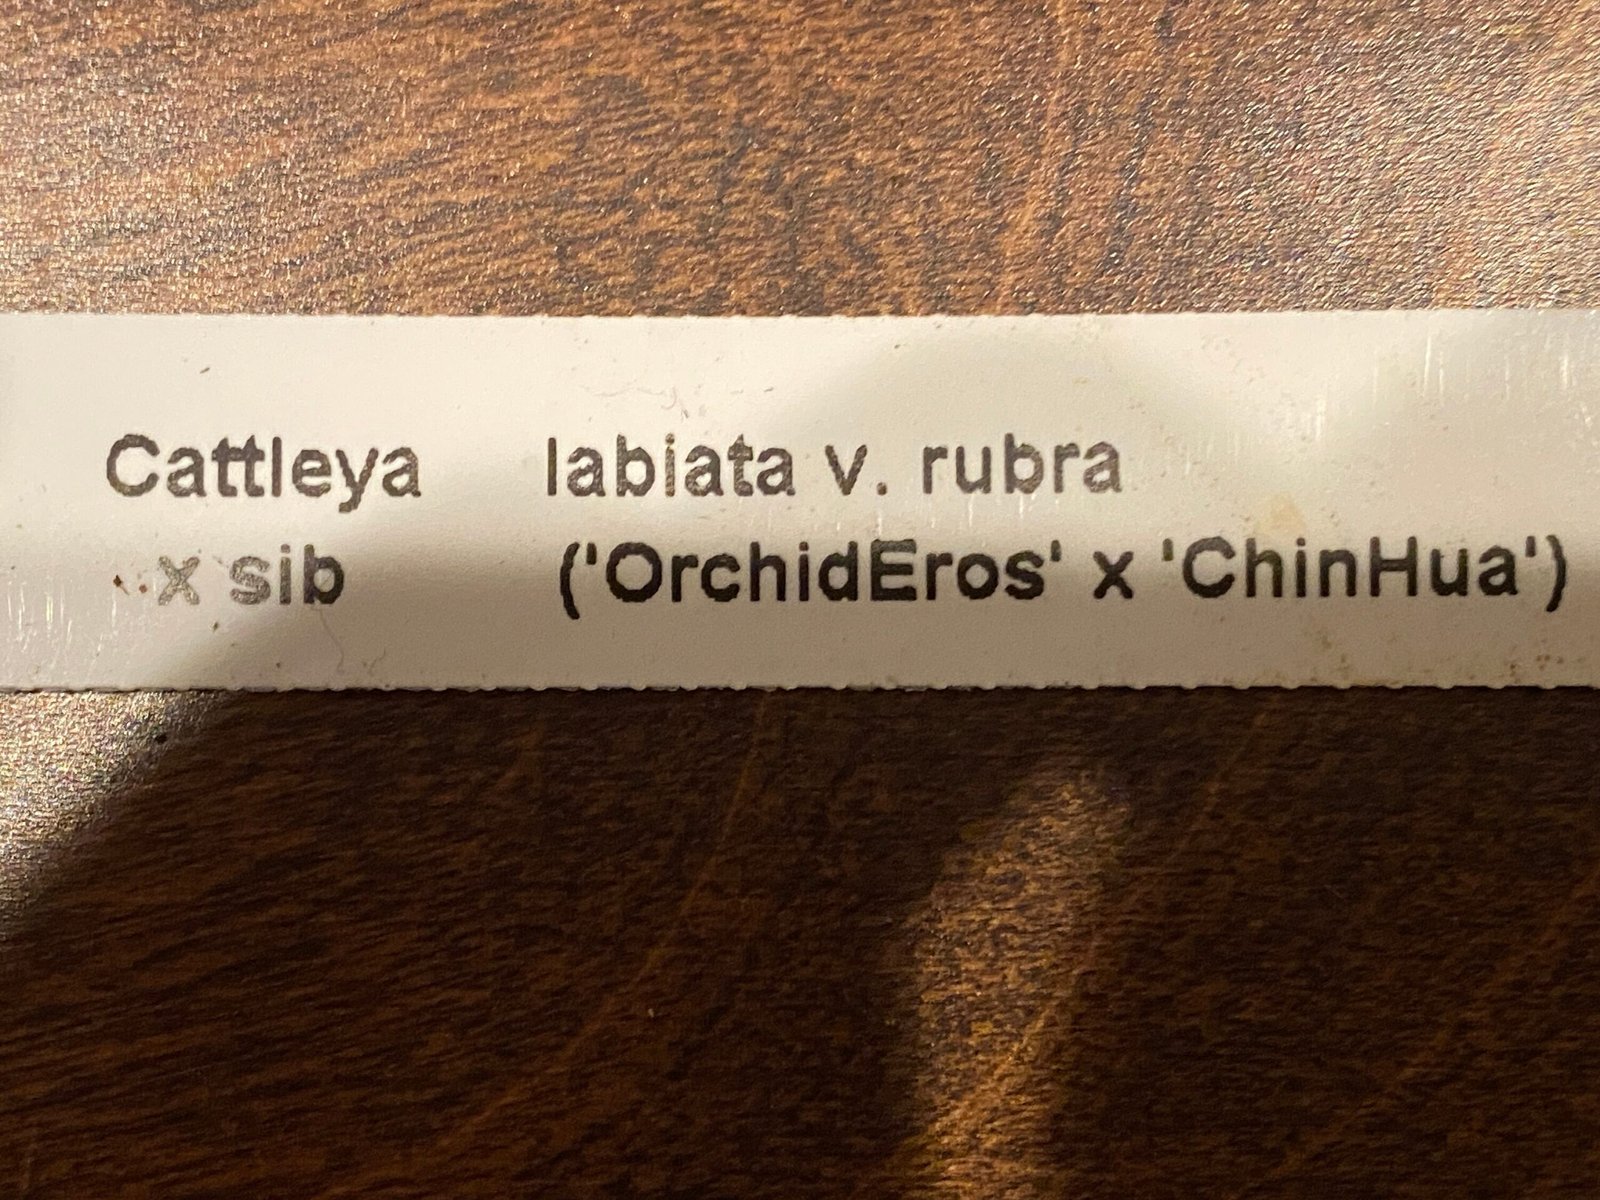 Cattleya labiata v. rubra
x sib ('OrchidEros' x 'ChinHua')